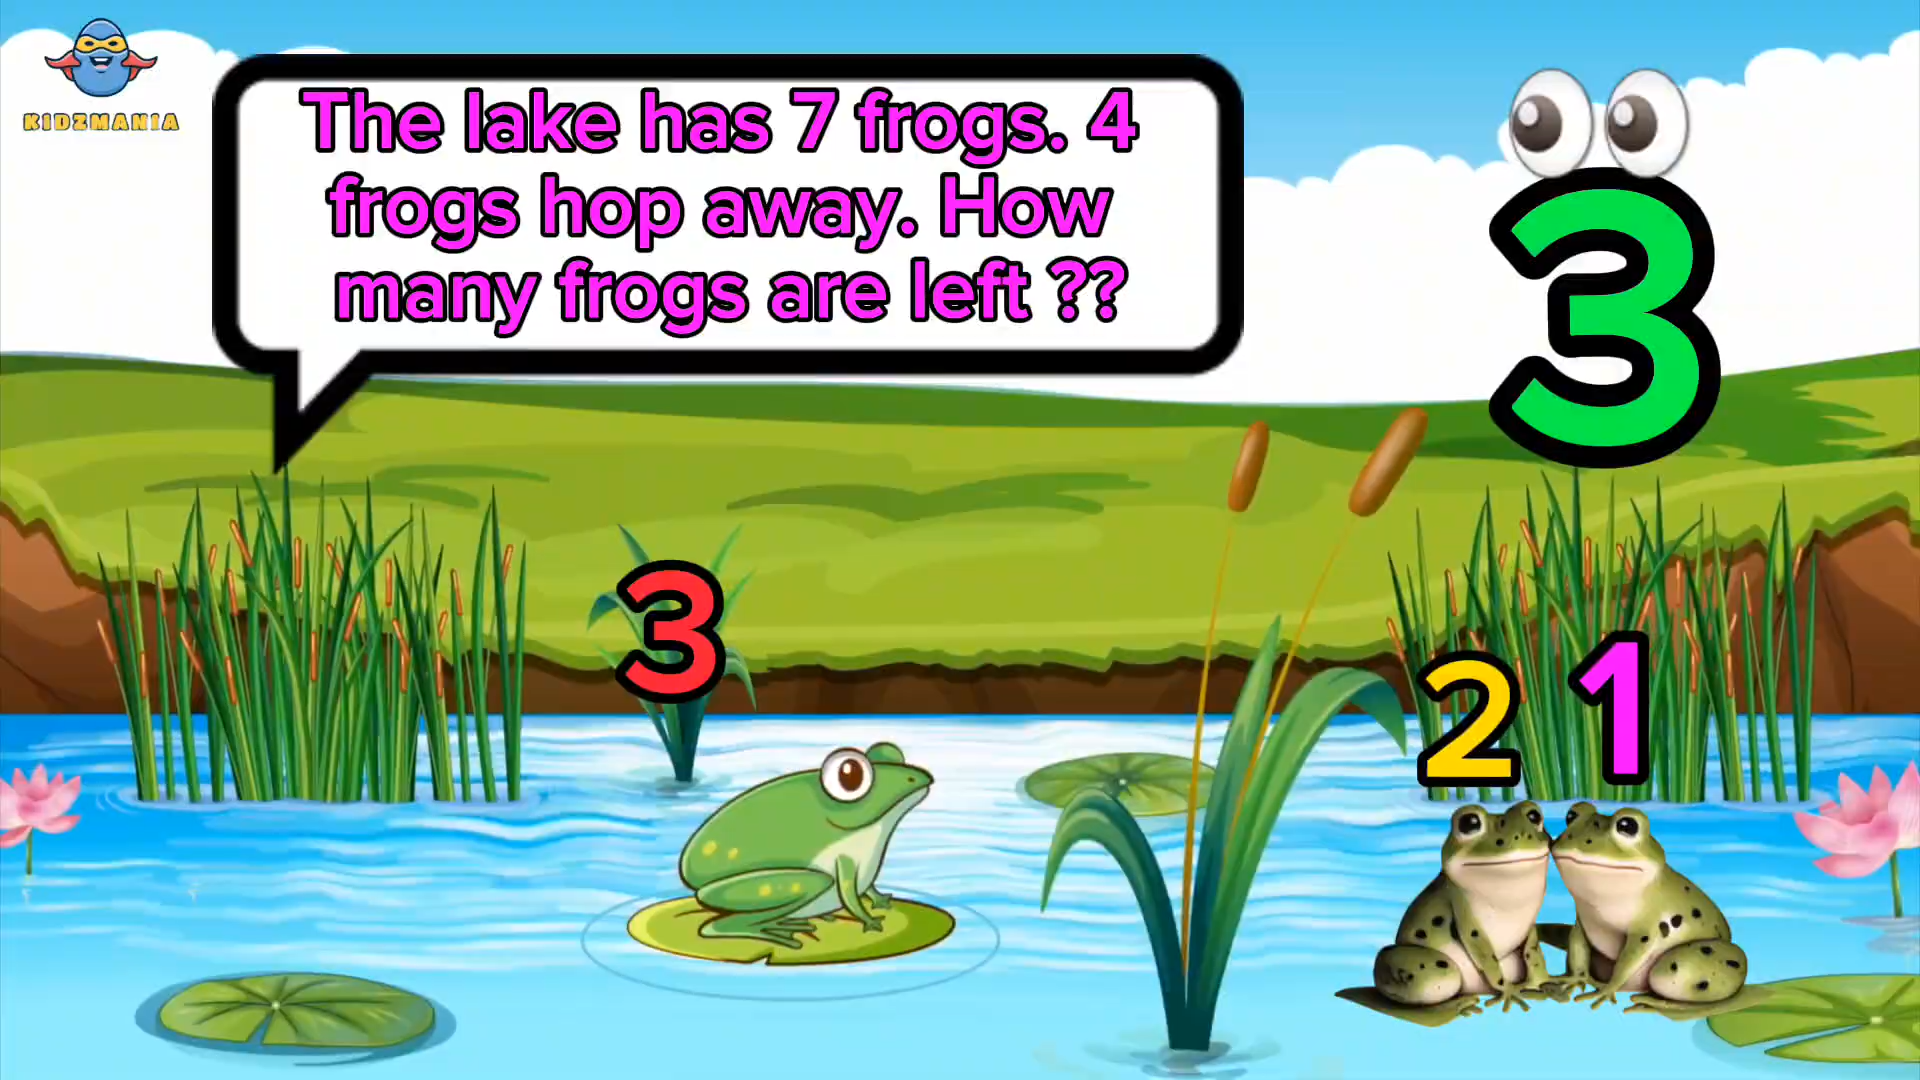 KIDZMANIA
The lake has 7 frogs. 4
frogs hop away. How
many frogs are left ??
3
3
2 1